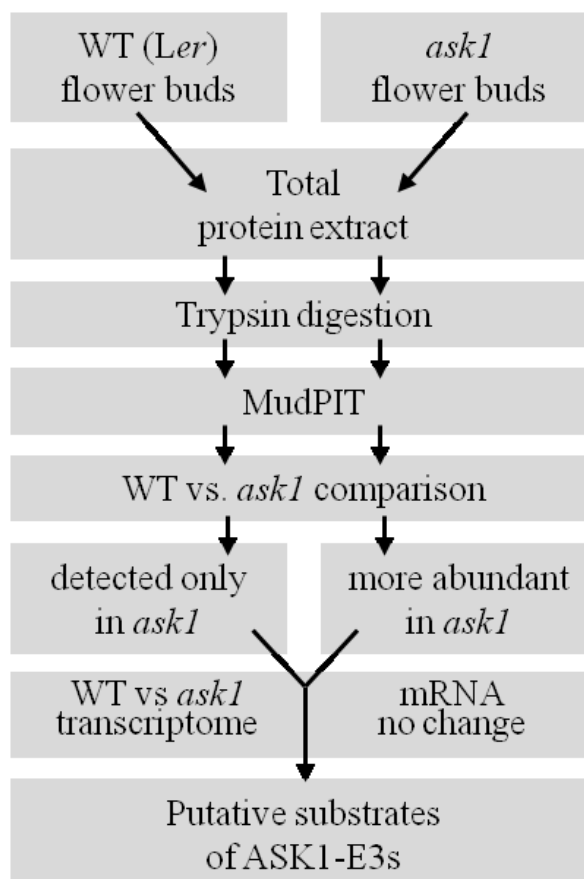 WT (Ler)
flower buds
ask1
flower buds
Total
protein extract
Trypsin digestion
MudPIT
WT vs. ask1 comparison
detected only
in ask1
more abundant
in ask1
WT vs ask1
transcriptome
mRNA
no change
Putative substrates
of ASK1-E3s